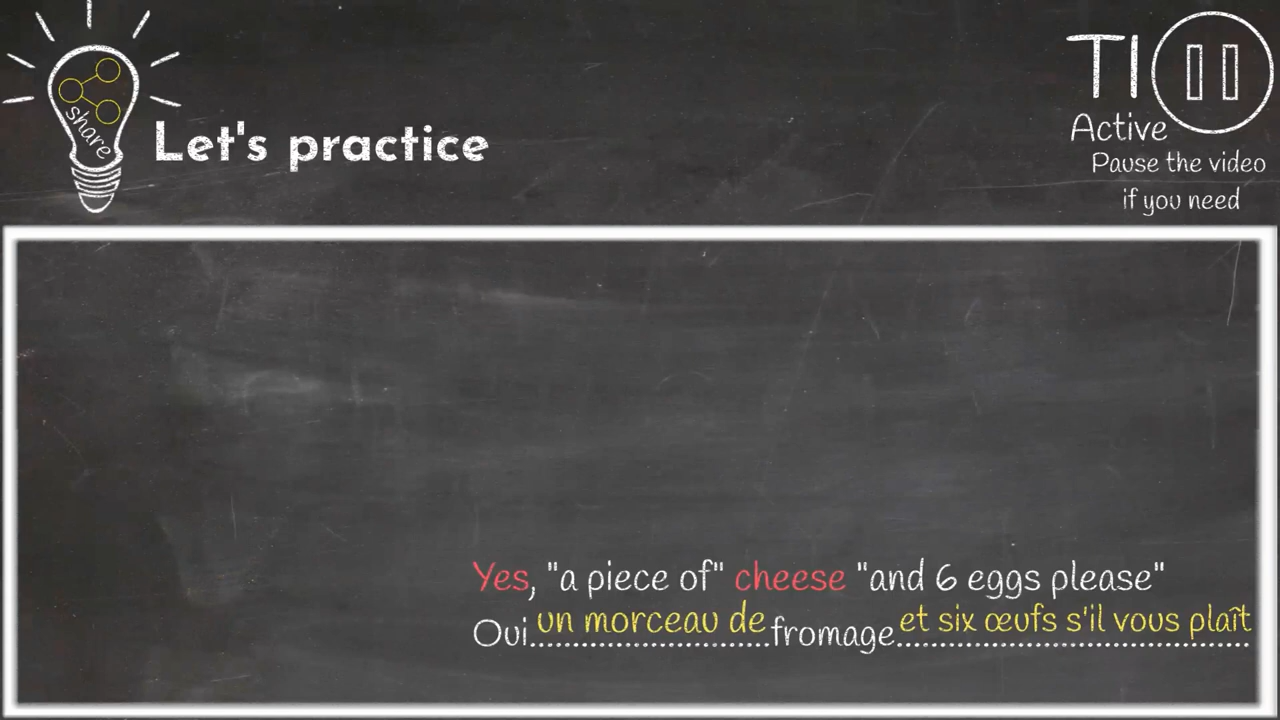 share
Let's practice
TI
Active
Pause the video
if you need
Yes, "a piece of" cheese "and 6 eggs please"
Oui un morceau de fromage et six œufs s'il vous plaît